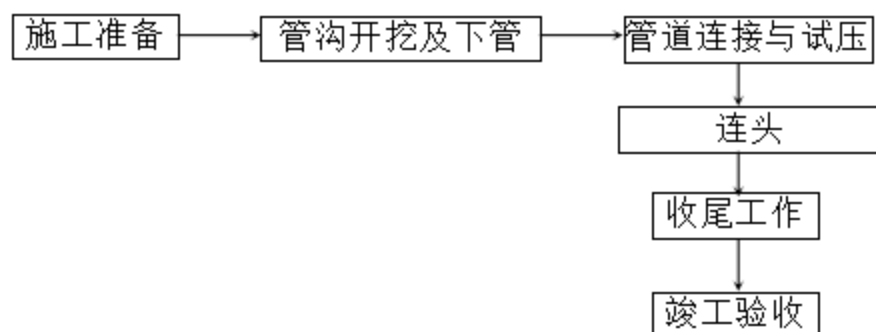 施工准备
管沟开挖及下管
管道连接与试压
连头
收尾工作
竣工验收